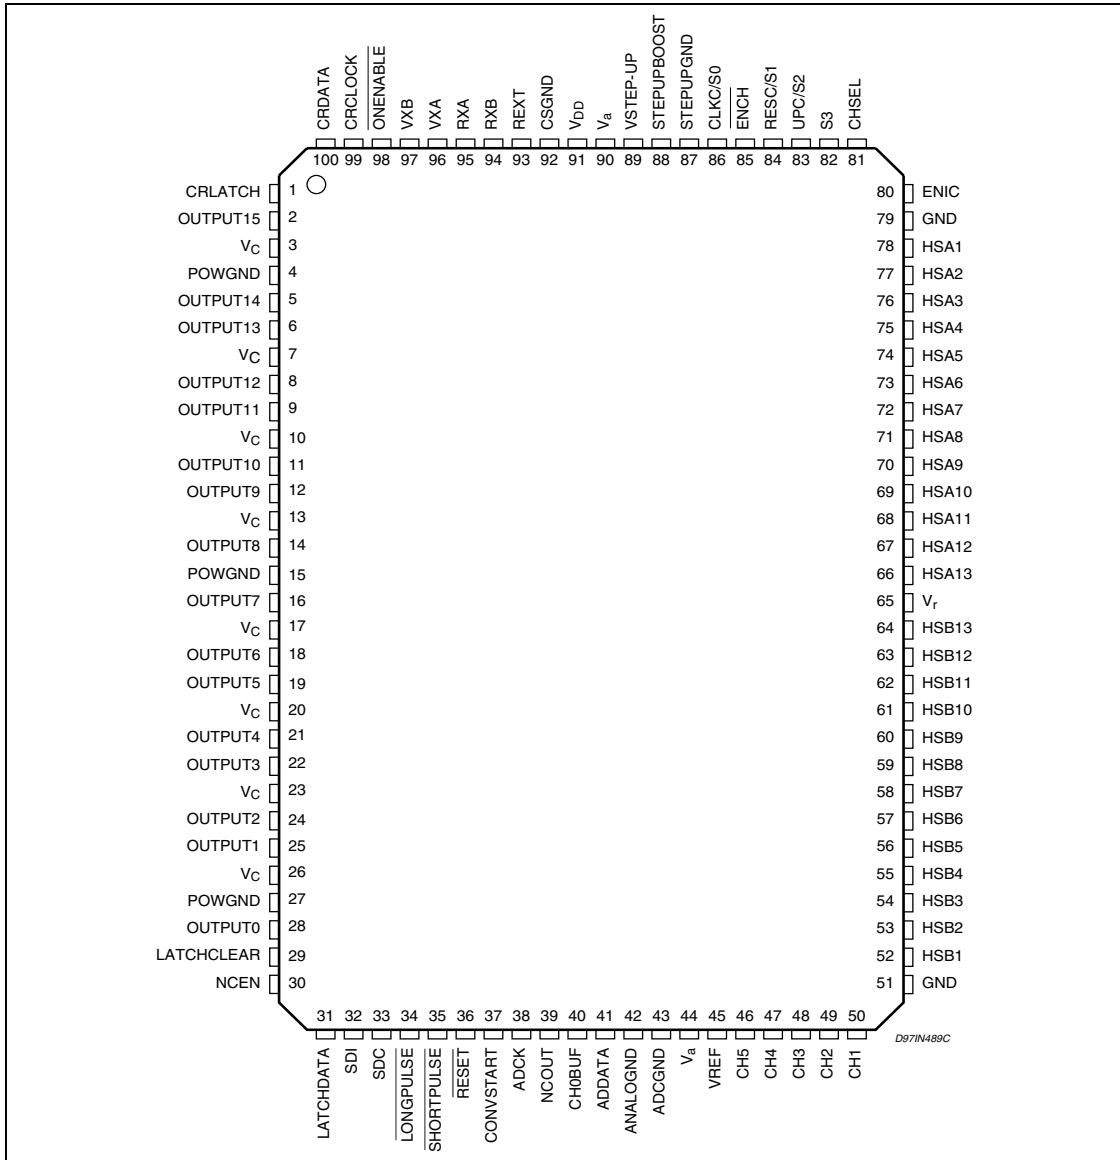 CRDATA
CRCLOCK
ONENABLE
VXB
VXA
RXA
RXB
REXT
CSGND
VDD
Va
VSTEP-UP
STEPUPBOOST
STEPUPGND
CLKC/S0
ENCH
RESC/S1
UPC/S2
S3
CHSEL
100 99 98 97 96 95 94 93 92 91 90 89 88 87 86 85 84 83 82 81
CRLATCH 1
OUTPUT15 2
VC 3
POWGND 4
OUTPUT14 5
OUTPUT13 6
VC 7
OUTPUT12 8
OUTPUT11 9
VC 10
OUTPUT10 11
OUTPUT9 12
VC 13
OUTPUT8 14
POWGND 15
OUTPUT7 16
VC 17
OUTPUT6 18
OUTPUT5 19
VC 20
OUTPUT4 21
OUTPUT3 22
VC 23
OUTPUT2 24
OUTPUT1 25
VC 26
POWGND 27
OUTPUT0 28
LATCHCLEAR 29
NCEN 30
80 ENIC
79 GND
78 HSA1
77 HSA2
76 HSA3
75 HSA4
74 HSA5
73 HSA6
72 HSA7
71 HSA8
70 HSA9
69 HSA10
68 HSA11
67 HSA12
66 HSA13
65 Vr
64 HSB13
63 HSB12
62 HSB11
61 HSB10
60 HSB9
59 HSB8
58 HSB7
57 HSB6
56 HSB5
55 HSB4
54 HSB3
53 HSB2
52 HSB1
51 GND
31 32 33 34 35 36 37 38 39 40 41 42 43 44 45 46 47 48 49 50
LATCHDATA
SDI
SDC
LONGPULSE
SHORTPULSE
RESET
CONVSTART
ADCK
NCOUT
CH0BUF
ADDATA
ANALOGND
ADCGND
Va
VREF
CH5
CH4
CH3
CH2
CH1
D97IN489C